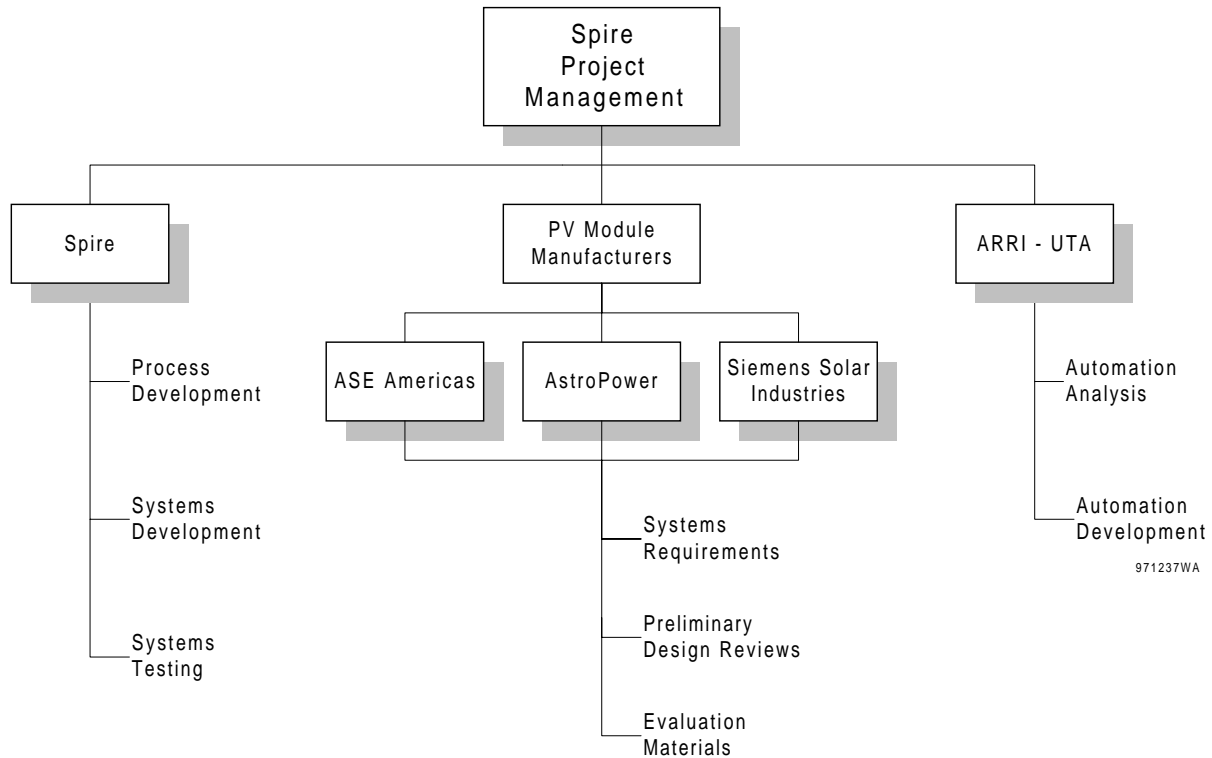 Spire
Project
Management
Spire
PV Module
Manufacturers
ARRI - UTA
ASE Americas
AstroPower
Siemens Solar
Industries
Process
Development
Systems
Development
Systems
Testing
Systems
Requirements
Preliminary
Design Reviews
Evaluation
Materials
Automation
Analysis
Automation
Development
971237WA